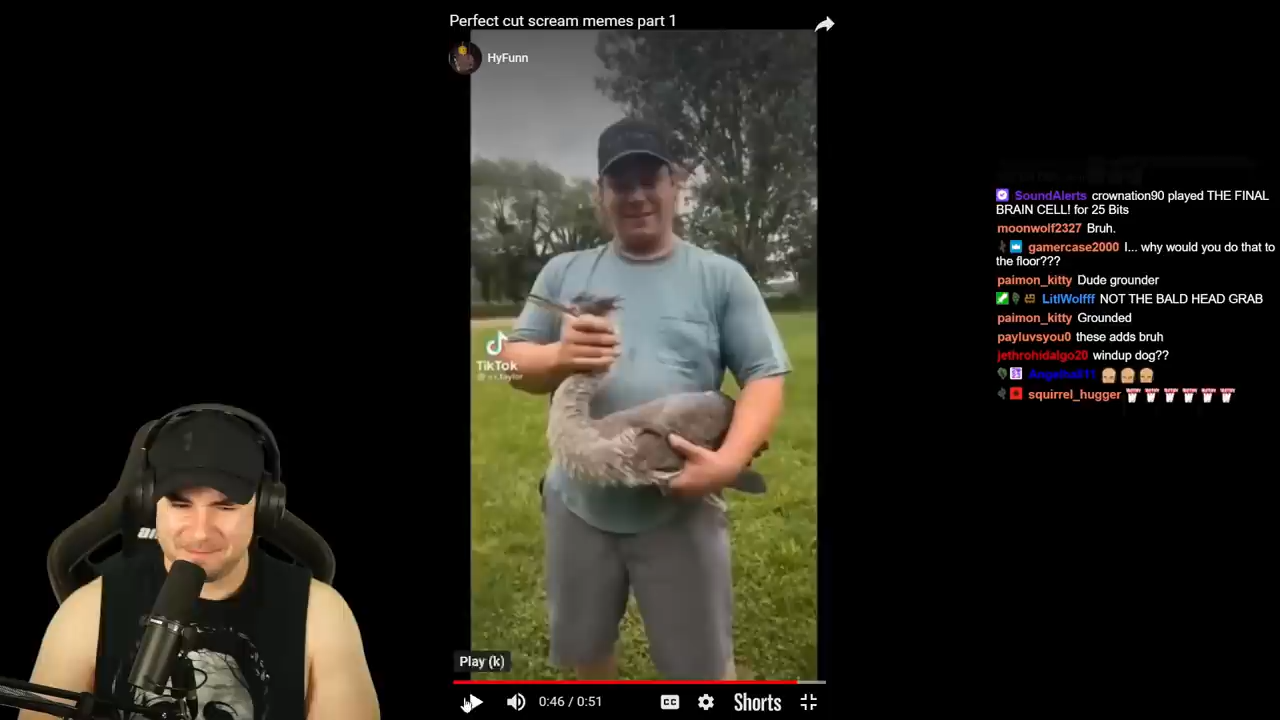 Perfect cut scream memes part 1
HyFunn
TikTok
SoundAlerts crownation90 played THE FINAL
BRAIN CELL! for 25 Bits
moonwolf2327 Bruh.
gamercase2000 I... why would you do that to
the floor???
paimon_kitty Dude grounder
LitlWolfff NOT THE BALD HEAD GRAB
paimon_kitty Grounded
payluvsyou0 these adds bruh
jethrohidalgo20 windup dog??
squirrel_hugger
Play (k)
0:46 / 0:51
CC
Shorts